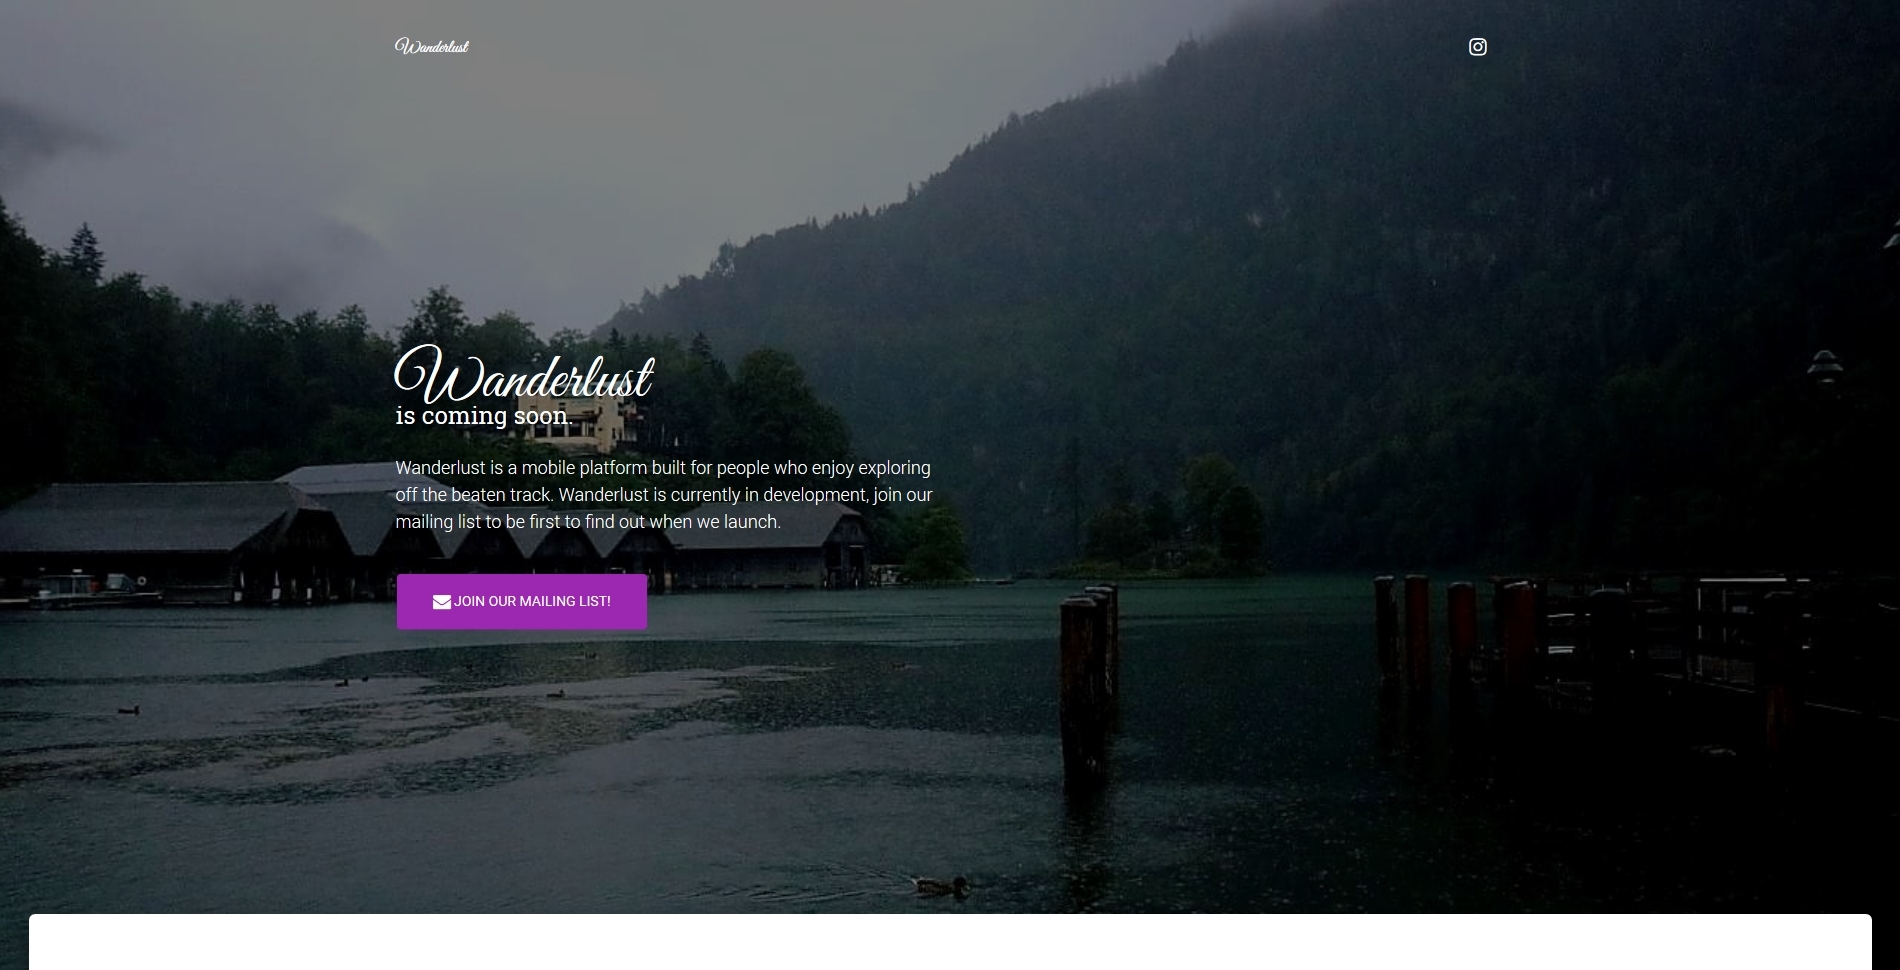 Wanderlust
Wanderlust
is coming soon.
Wanderlust is a mobile platform built for people who enjoy exploring
off the beaten track. Wanderlust is currently in development, join our
mailing list to be first to find out when we launch.
JOIN OUR MAILING LIST!